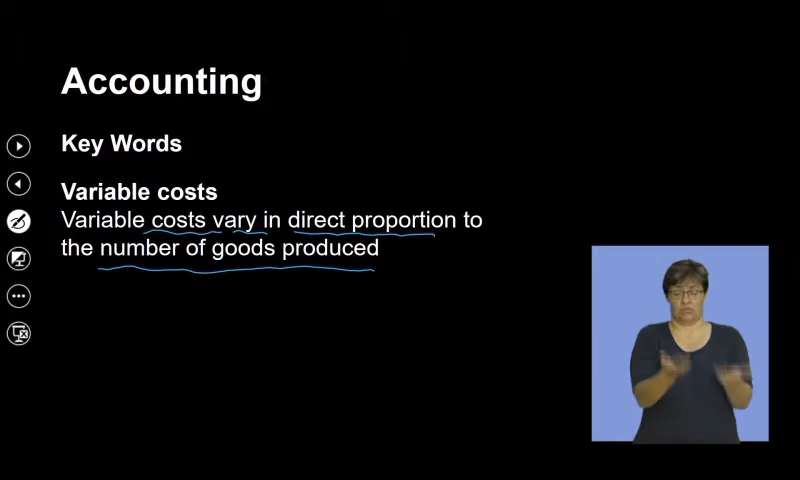 Accounting
Key Words
Variable costs
Variable costs vary in direct proportion to
the number of goods produced